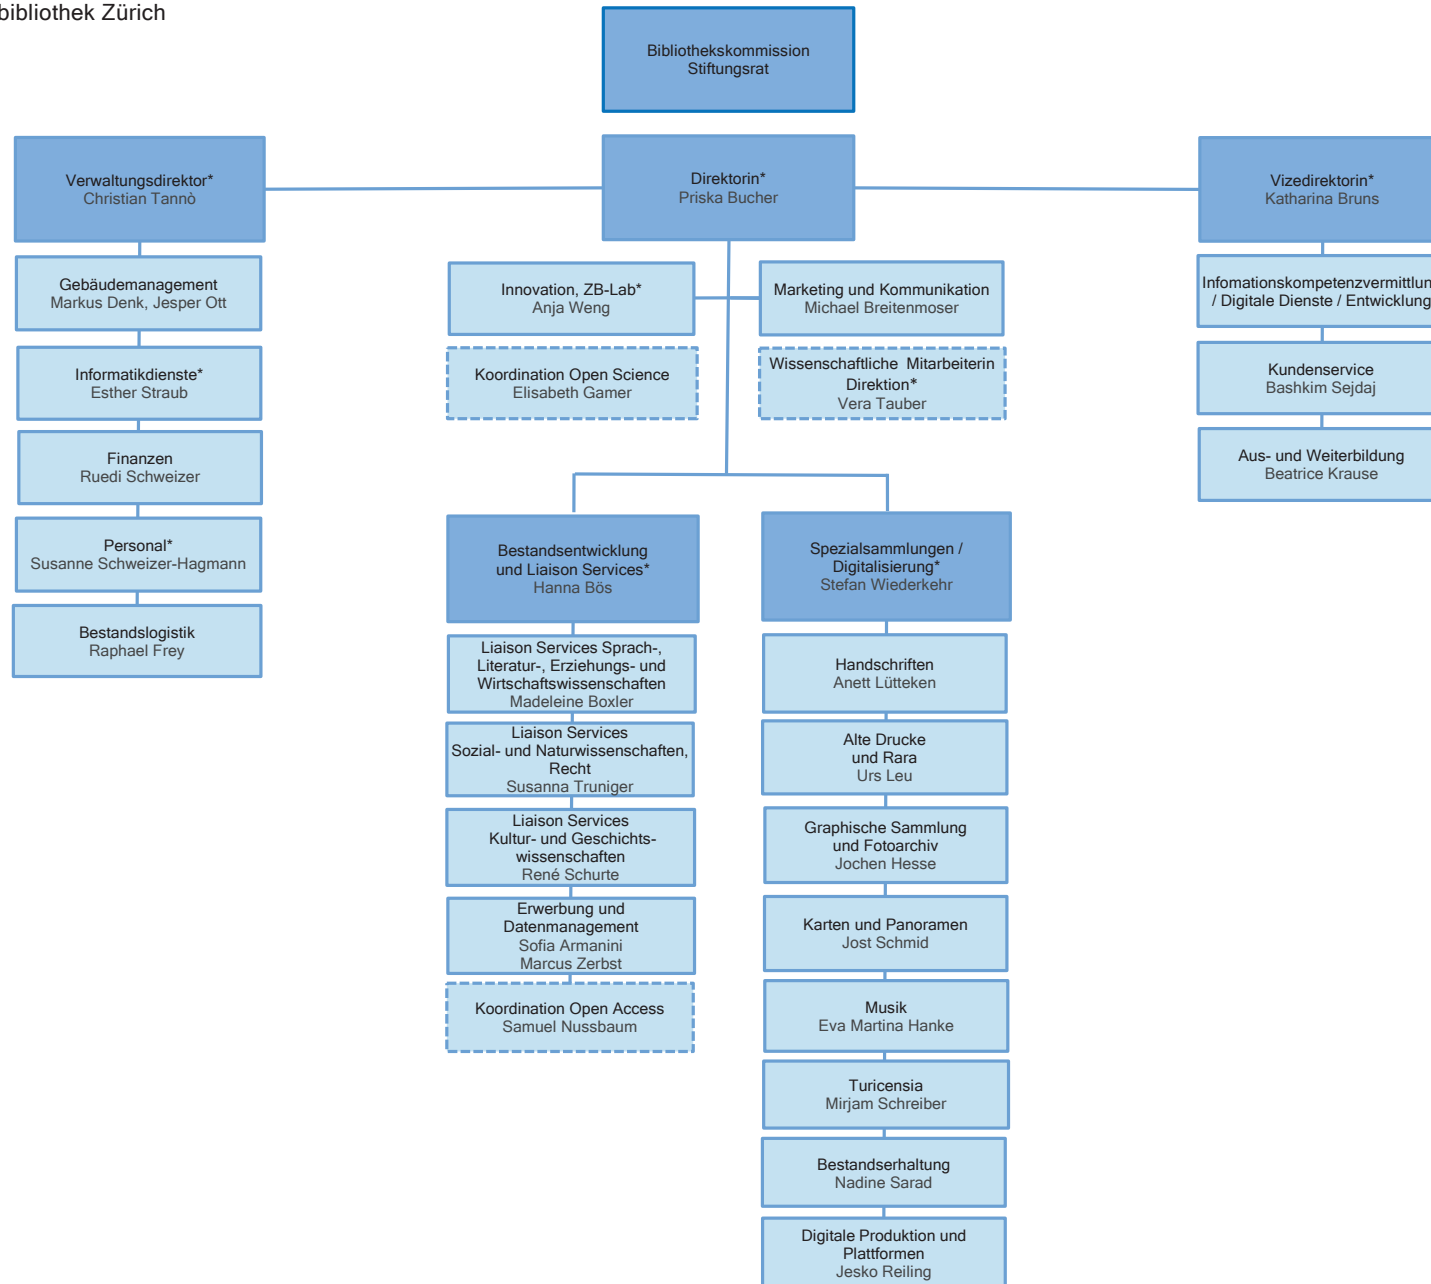 bibliothek Zürich
Bibliothekskommission
Stiftungsrat
Verwaltungsdirektor*
Christian Tannò
Direktorin*
Priska Bucher
Vizedirektorin*
Katharina Bruns
Gebäudemanagement
Markus Denk, Jesper Ott
Informatikdienste*
Esther Straub
Finanzen
Ruedi Schweizer
Personal*
Susanne Schweizer-Hagmann
Bestandslogistik
Raphael Frey
Innovation, ZB-Lab*
Anja Weng
Marketing und Kommunikation
Michael Breitenmoser
Koordination Open Science
Elisabeth Gamer
Wissenschaftliche Mitarbeiterin
Direktion*
Vera Tauber
Bestandsentwicklung
und Liaison Services*
Hanna Bös
Liaison Services Sprach-,
Literatur-, Erziehungs- und
Wirtschaftswissenschaften
Madeleine Boxler
Liaison Services
Sozial- und Naturwissenschaften,
Recht
Susanna Truniger
Liaison Services
Kultur- und Geschichts-
wissenschaften
René Schurte
Erwerbung und
Datenmanagement
Sofia Armanini
Marcus Zerbst
Koordination Open Access
Samuel Nussbaum
Spezialsammlungen /
Digitalisierung*
Stefan Wiederkehr
Handschriften
Anett Lütteken
Alte Drucke
und Rara
Urs Leu
Graphische Sammlung
und Fotoarchiv
Jochen Hesse
Karten und Panoramen
Jost Schmid
Musik
Eva Martina Hanke
Turicensia
Mirjam Schreiber
Bestandserhaltung
Nadine Sarad
Digitale Produktion und
Plattformen
Jesko Reiling
Infomationskompetenzvermittlun
/ Digitale Dienste / Entwicklung
Kundenservice
Bashkim Sejdaj
Aus- und Weiterbildung
Beatrice Krause